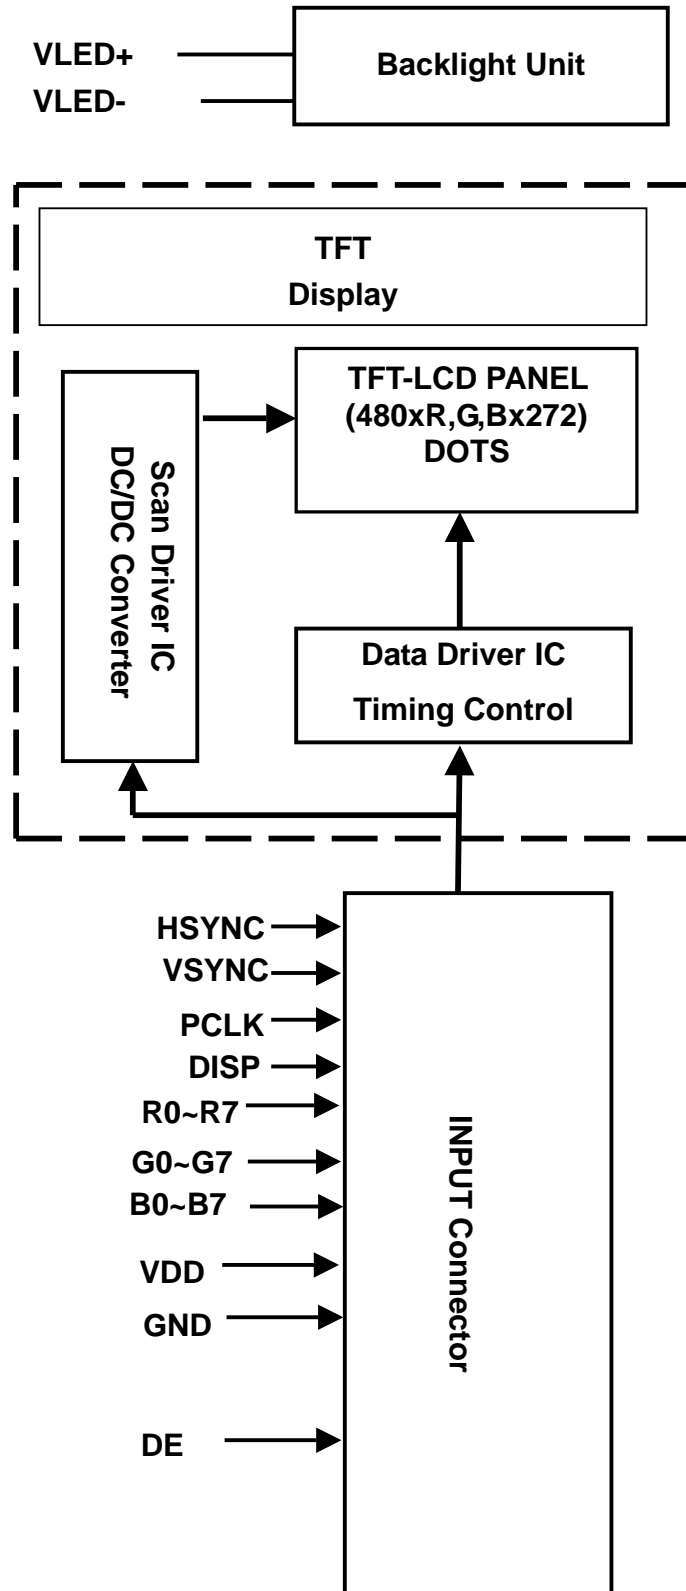 VLED+
VLED-
Backlight Unit
TFT
Display
TFT-LCD PANEL
(480xR,G,Bx272)
DOTS
Scan Driver IC
DC/DC Converter
Data Driver IC
Timing Control
HSYNC
VSYNC
PCLK
DISP
R0~R7
G0~G7
B0~B7
VDD
GND
DE
INPUT Connector